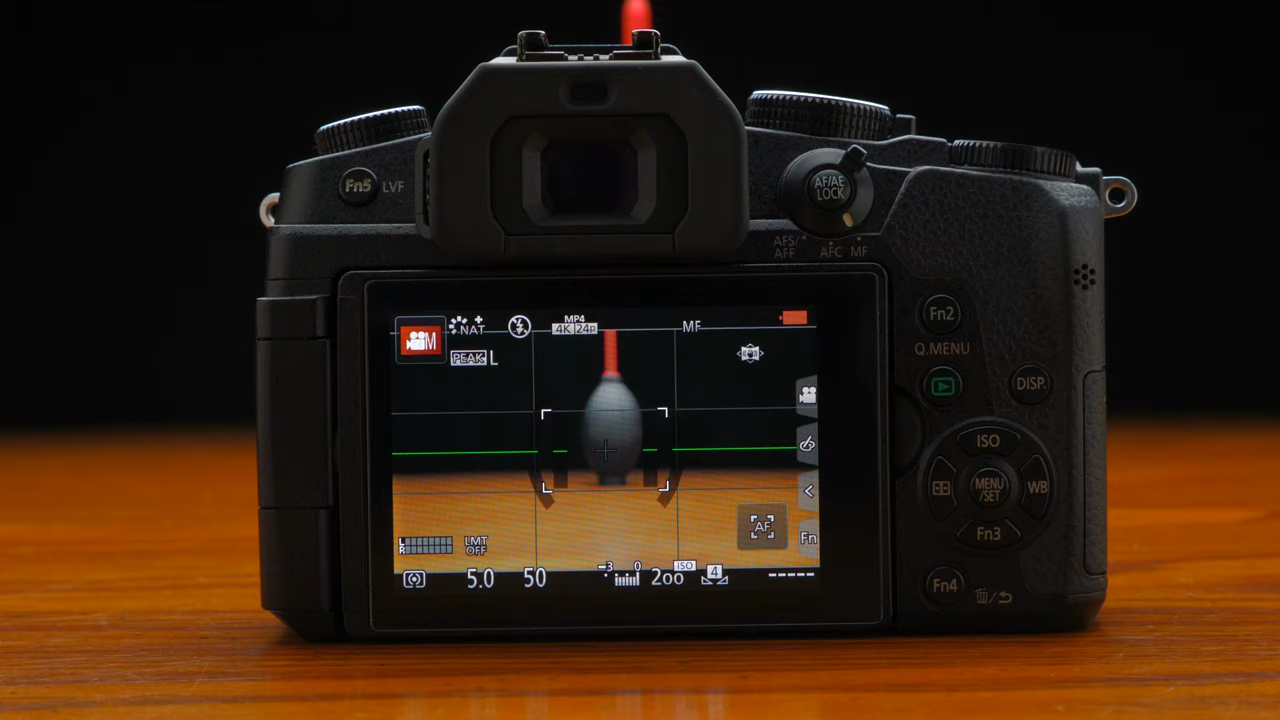 Fn5 LVF
AF/AE
LOCK
AFS/
AFF AFC MF
M NAT MP4
4K 24p
MF
PEAK L
AF
Fn
L
R
LMT
OFF
5.0 50 -3 0 200 ISO 4
Fn2
Q.MENU
DISP.
ISO
MENU
/SET
WB
Fn3
Fn4